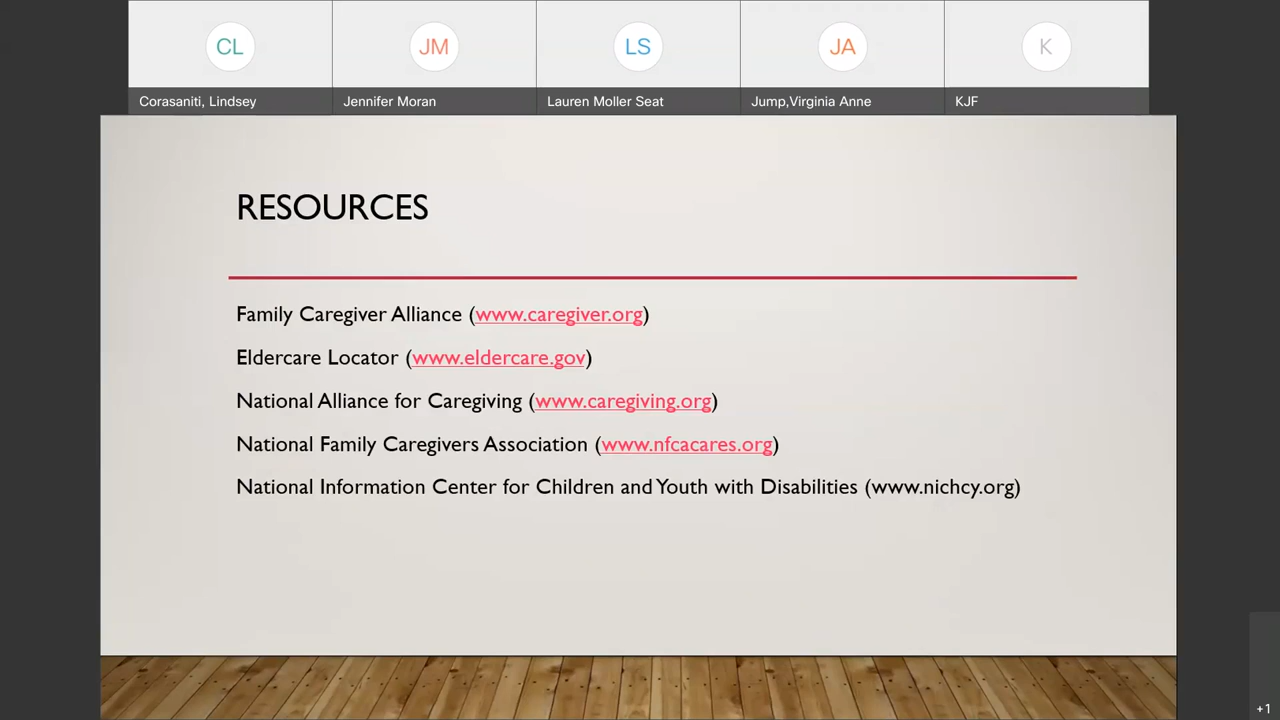 CL
JM
LS
JA
K
Corasaniti, Lindsey
Jennifer Moran
Lauren Moller Seat
Jump,Virginia Anne
KJF
RESOURCES
Family Caregiver Alliance (www.caregiver.org)
Eldercare Locator (www.eldercare.gov)
National Alliance for Caregiving (www.caregiving.org)
National Family Caregivers Association (www.nfcacares.org)
National Information Center for Children and Youth with Disabilities (www.nichcy.org)
+1